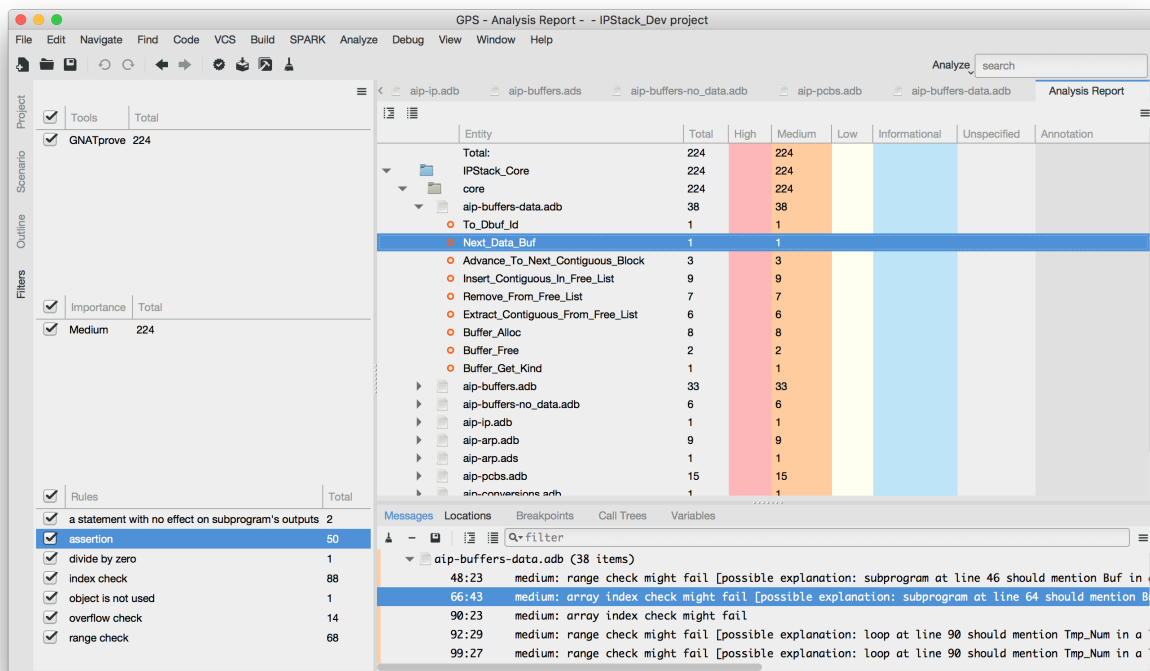 GPS - Analysis Report - - IPStack_Dev project
File Edit Navigate Find Code VCS Build SPARK Analyze Debug View Window Help
Analyze search
Project
Scenario
Outline
Filters
Tools Total
GNATprove 224
Importance Total
Medium 224
Rules Total
a statement with no effect on subprogram's outputs 2
assertion 50
divide by zero 1
index check 88
object is not used 1
overflow check 14
range check 68
aip-ip.adb aip-buffers.ads aip-buffers-no_data.adb aip-pcbs.adb aip-buffers-data.adb Analysis Report
Entity Total High Medium Low Informational Unspecified Annotation
Total: 224 224
IPStack_Core 224 224
core 224 224
aip-buffers-data.adb 38 38
To_Dbuf_Id 1 1
Next_Data_Buf 1 1
Advance_To_Next_Contiguous_Block 3 3
Insert_Contiguous_In_Free_List 9 9
Remove_From_Free_List 7 7
Extract_Contiguous_From_Free_List 6 6
Buffer_Alloc 8 8
Buffer_Free 2 2
Buffer_Get_Kind 1 1
aip-buffers.adb 33 33
aip-buffers-no_data.adb 6 6
aip-ip.adb 1 1
aip-arp.adb 9 9
aip-arp.ads 1 1
aip-pcbs.adb 15 15
aip-conversions.adb 1 1
Messages Locations Breakpoints Call Trees Variables
filter
aip-buffers-data.adb (38 items)
48:23 medium: range check might fail [possible explanation: subprogram at line 46 should mention Buf in a
66:43 medium: array index check might fail [possible explanation: subprogram at line 64 should mention Bu
90:23 medium: array index check might fail
92:29 medium: range check might fail [possible explanation: loop at line 90 should mention Tmp_Num in a l
99:27 medium: range check might fail [possible explanation: loop at line 90 should mention Tmp_Num in a l